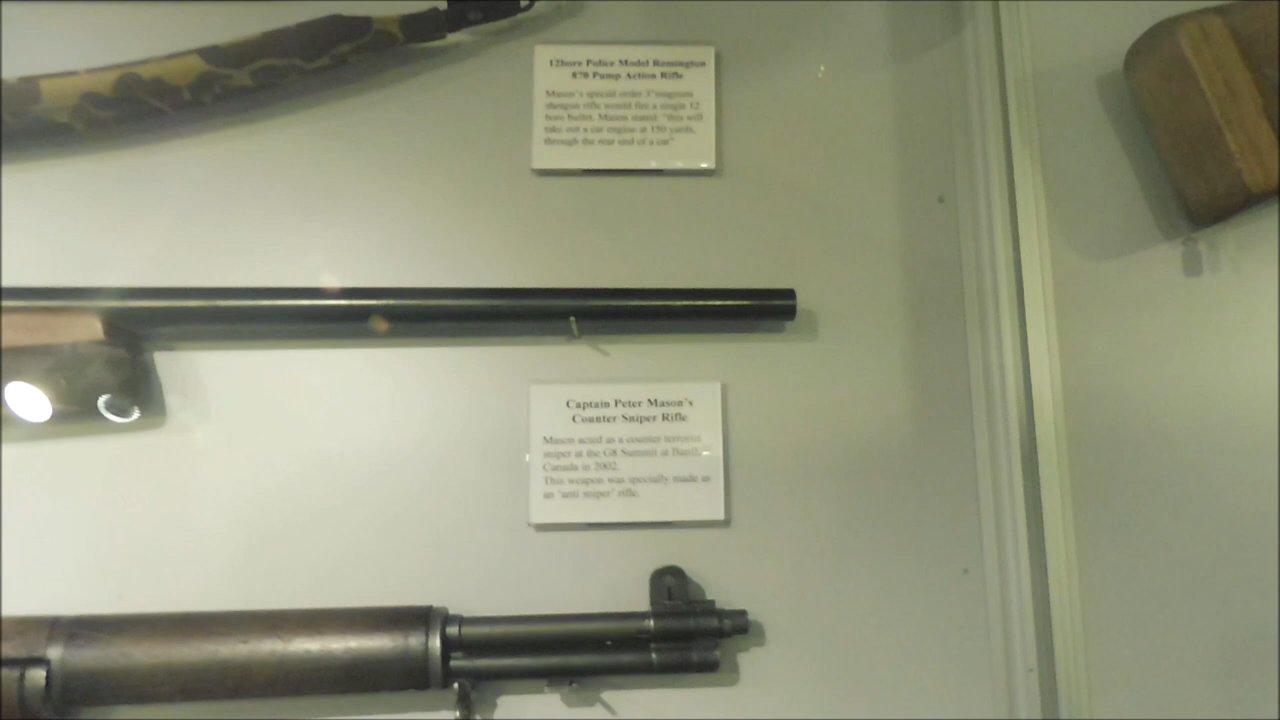 12bore Police Model Remington
870 Pump Action Rifle
Mason's special order 3"magnum
shotgun rifle would fire a single 12
bore bullet. Mason stated: "this will
take out a car engine at 150 yards,
through the rear end of a car"
Captain Peter Mason's
Counter Sniper Rifle
Mason acted as a counter terrorist
sniper at the G8 Summit at Banff,
Canada in 2002.
This weapon was specially made as
an 'anti sniper' rifle.